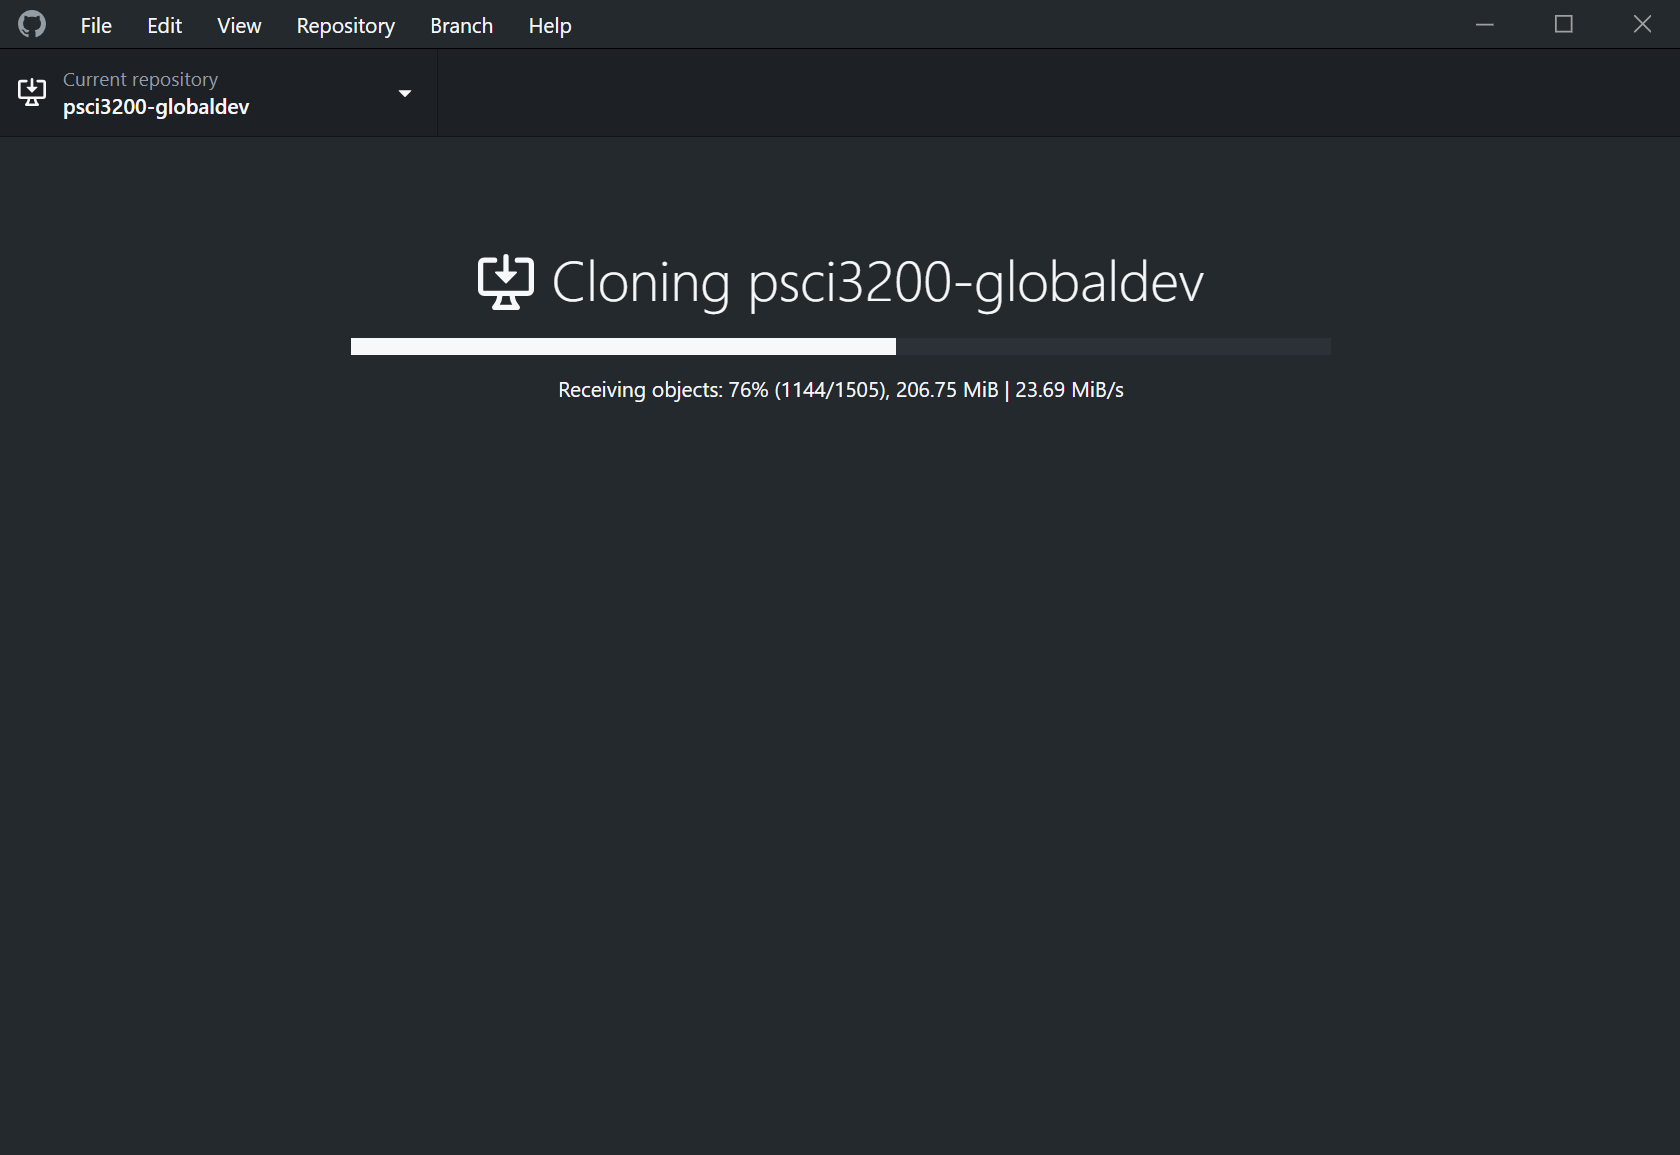 File Edit View Repository Branch Help
Current repository
psci3200-globaldev
Cloning psci3200-globaldev
Receiving objects: 76% (1144/1505), 206.75 MiB | 23.69 MiB/s